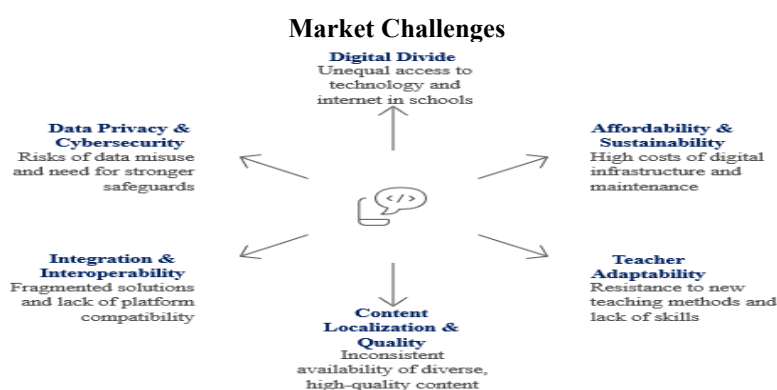 Market Challenges
Digital Divide
Unequal access to
technology and
internet in schools
Data Privacy &
Cybersecurity
Risks of data misuse
and need for stronger
safeguards
Affordability &
Sustainability
High costs of digital
infrastructure and
maintenance
</>
Integration &
Interoperability
Fragmented solutions
and lack of platform
compatibility
Teacher
Adaptability
Resistance to new
teaching methods and
lack of skills
Content
Localization &
Quality
Inconsistent
availability of diverse,
high-quality content